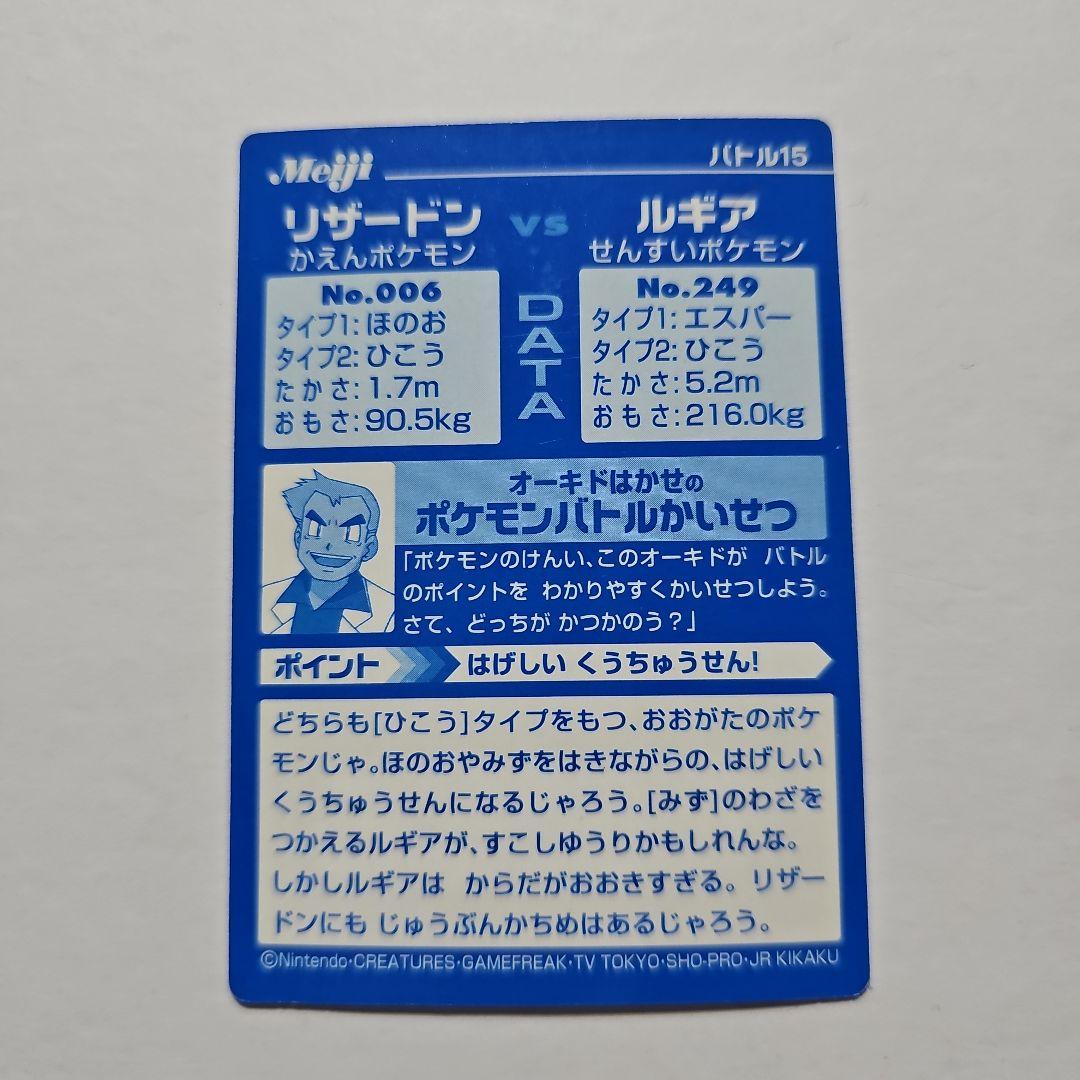 Meiji
バトル15
リザードン vs ルギア
かえんポケモン せんすいポケモン
No.006
タイプ1:ほのお
タイプ2:ひこう
たかさ:1.7m
おもさ:90.5kg
DATA
No.249
タイプ1:エスパー
タイプ2:ひこう
たかさ:5.2m
おもさ:216.0kg
オーキドはかせの
ポケモンバトルかいせつ
「ポケモンのけんい、このオーキドが バトル
のポイントを わかりやすくかいせつしよう。
さて、どっちが かつかのう?」
ポイント はげしい くうちゅうせん!
どちらも[ひこう]タイプをもつ、おおがたのポケ
モンじゃ。ほのおやみずをはきながらの、はげしい
くうちゅうせんになるじゃろう。[みず]のわざを
つかえるルギアが、すこしゆうりかもしれんな。
しかしルギアは からだがおおきすぎる。リザー
ドンにも じゅうぶんかちめはあるじゃろう。
©Nintendo・CREATURES・GAMEFREAK・TV TOKYO・SHO-PRO・JR KIKAKU